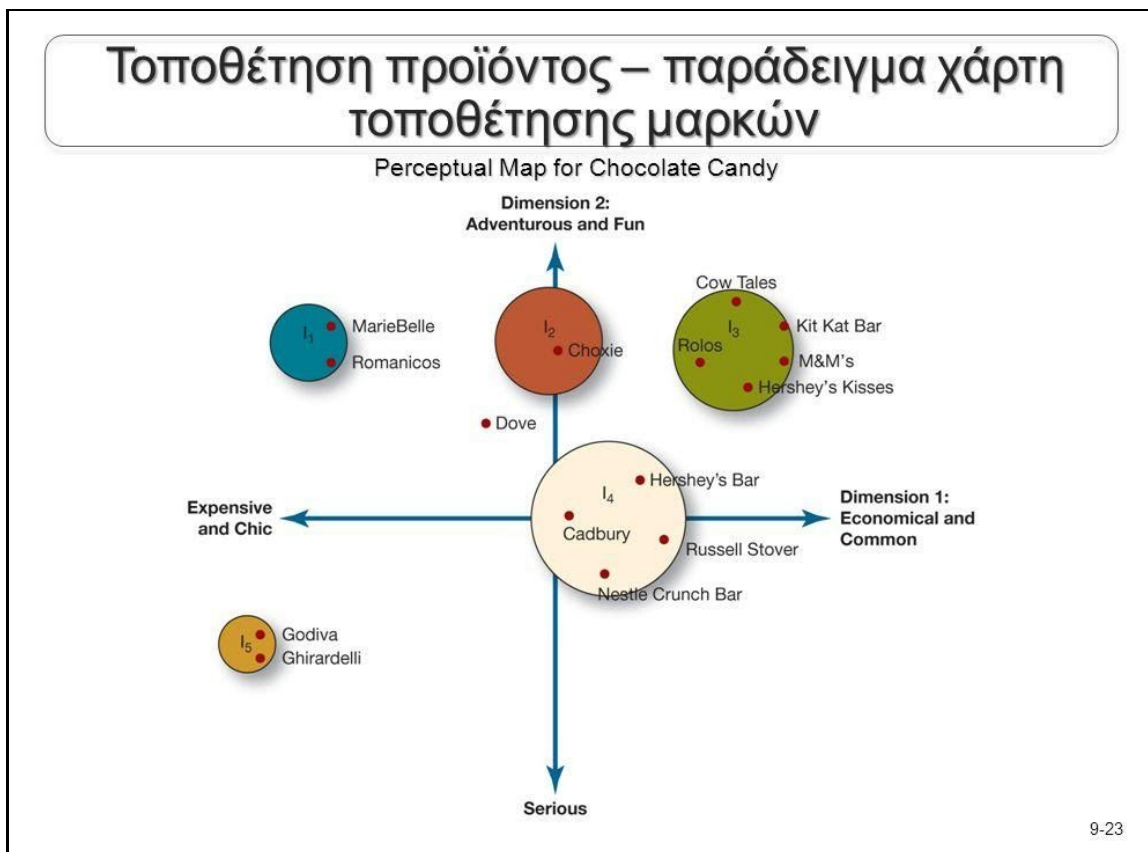 Τοποθέτηση προϊόντος – παράδειγμα χάρτη
τοποθέτησης μαρκών
Perceptual Map for Chocolate Candy
Dimension 2:
Adventurous and Fun
Cow Tales
I1
MarieBelle
I2
I3
Kit Kat Bar
Choxie
Rolos
Romanicos
M&M's
Hershey's Kisses
Dove
I4
Hershey's Bar
Expensive
and Chic
Dimension 1:
Economical and
Common
Cadbury
Russell Stover
Nestle Crunch Bar
I5
Godiva
Ghirardelli
Serious
9-23